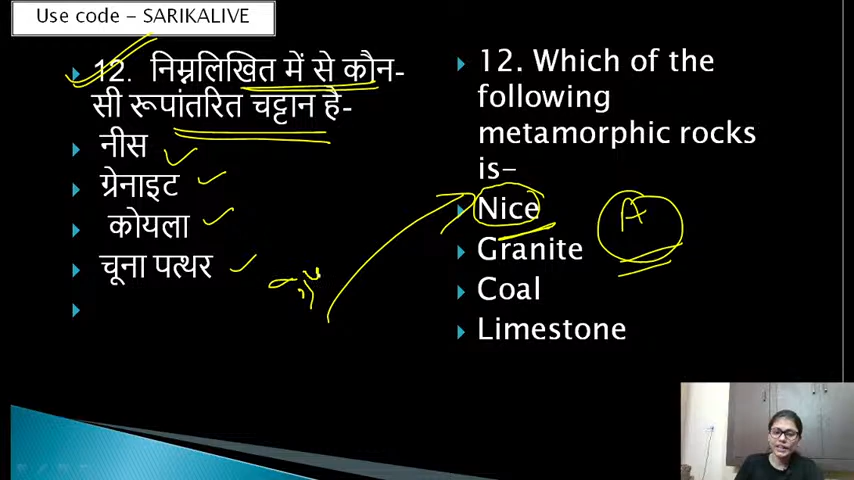 Use code – SARIKALIVE
12. निम्नलिखित में से कौन-
सी रूपांतरित चट्टान है-
नीस
ग्रेनाइट
कोयला
चूना पत्थर
12. Which of the
following
metamorphic rocks
is-
Nice
Granite
Coal
Limestone
A